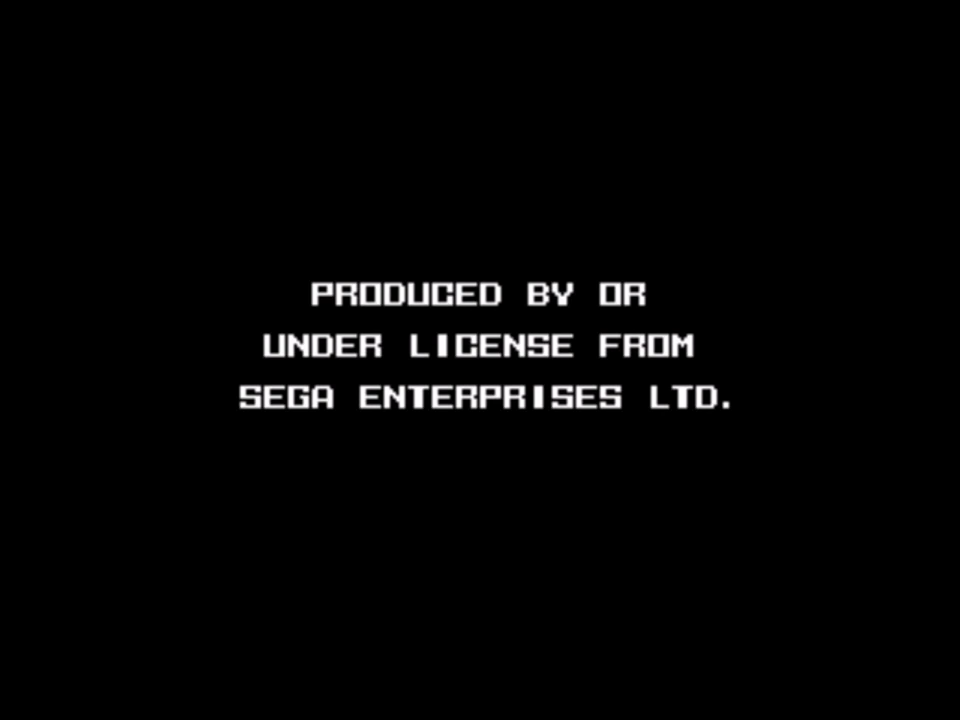 PRODUCED BY OR
UNDER LICENSE FROM
SEGA ENTERPRISES LTD.